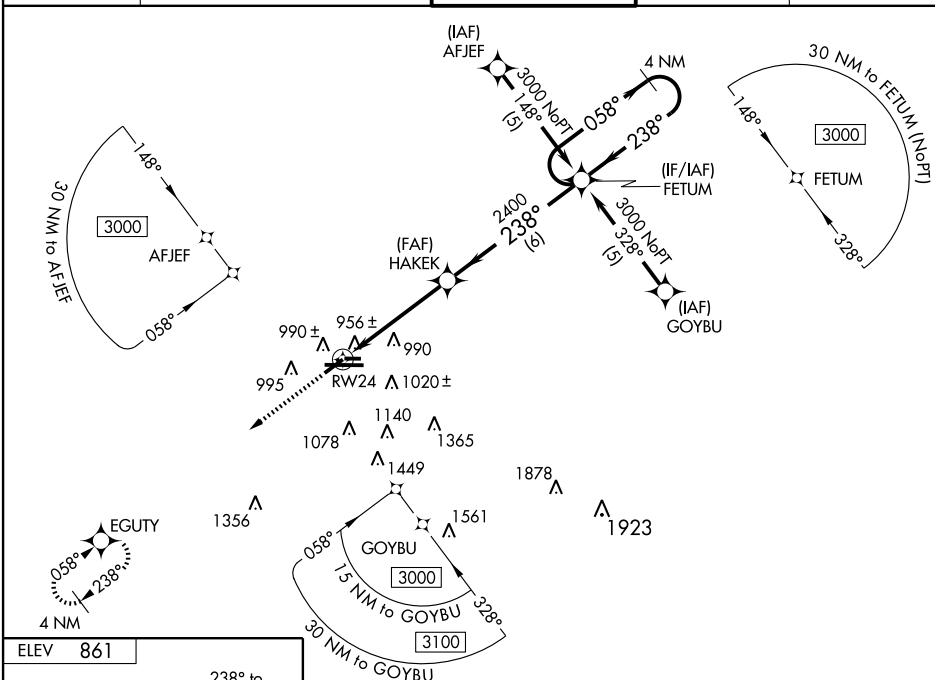 (IAF)
AFJEF
4 NM
3000 NoPT
148°
(5)
058°
238°
(IF/IAF)
FETUM
3000 NoPT
328°
(5)
(IAF)
GOYBU
2400
238°
(6)
(FAF)
HAKEK
30 NM to FETUM (NoPT)
148°
3000
FETUM
328°
148°
3000
30 NM to AFJEF
AFJEF
058°
990 ±
956 ±
990
995
RW24
1020 ±
1078
1140
1365
1449
1878
1923
1356
1561
EGUTY
058°
238°
4 NM
058°
GOYBU
3000
15 NM to GOYBU
328°
3100
30 NM to GOYBU
ELEV 861
238° to